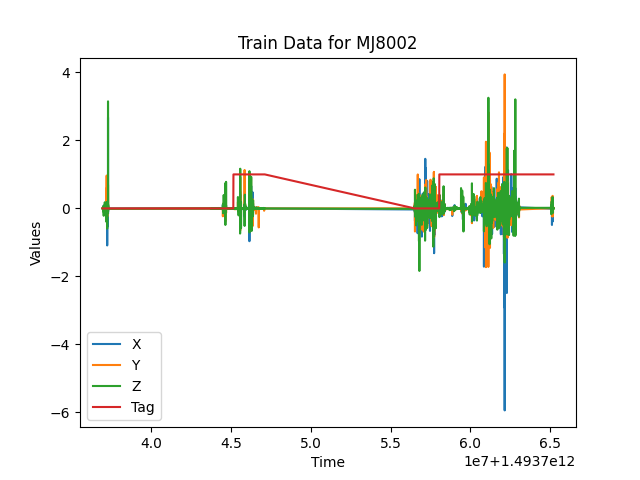 Train Data for MJ8002
4
2
0
−2
−4
−6
Values
X
Y
Z
Tag
4.0 4.5 5.0 5.5 6.0 6.5
Time
1e7+1.4937e12